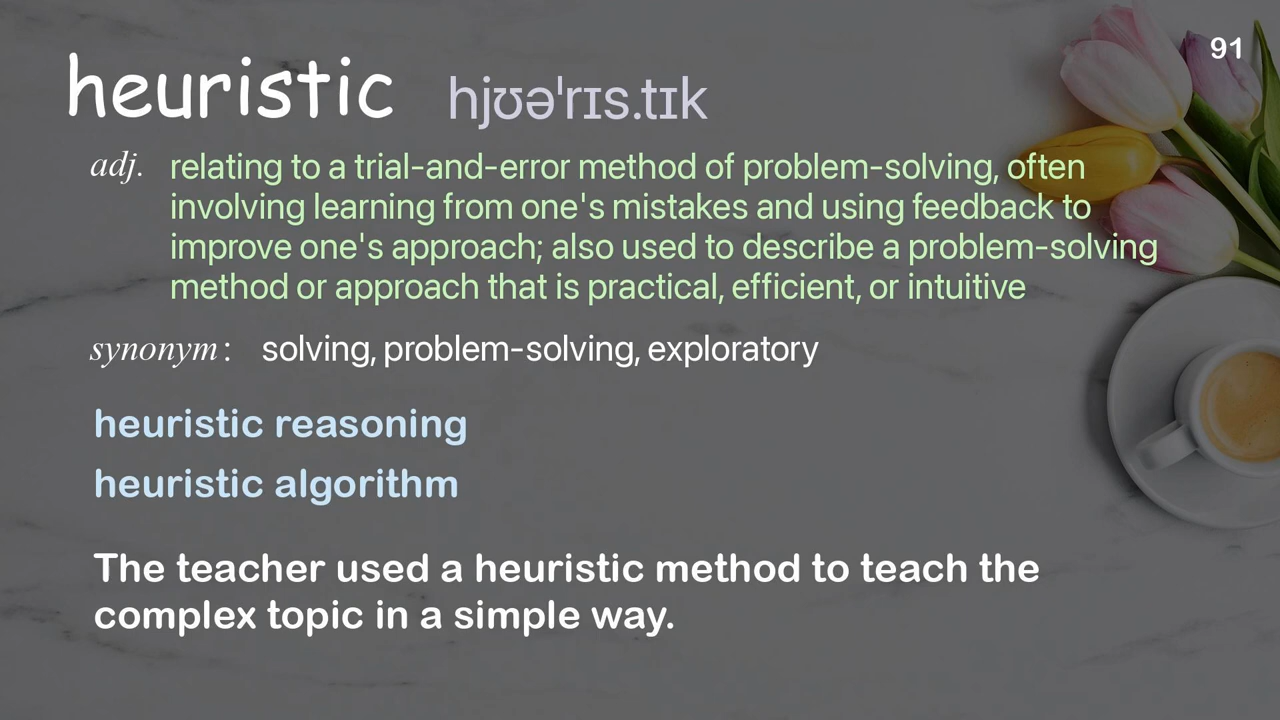 91
heuristic hjʊəˈrɪs.tɪk
adj. relating to a trial-and-error method of problem-solving, often
involving learning from one's mistakes and using feedback to
improve one's approach; also used to describe a problem-solving
method or approach that is practical, efficient, or intuitive
synonym: solving, problem-solving, exploratory
heuristic reasoning
heuristic algorithm
The teacher used a heuristic method to teach the
complex topic in a simple way.